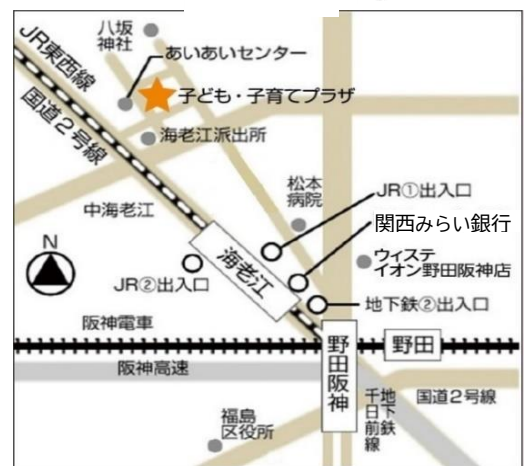 八坂
神社
あいあいセンター
子ども・子育てプラザ
JR東西線
国道2号線
海老江派出所
中海老江
松本
病院
JR①出入口
関西みらい銀行
ウィステ
イオン野田阪神店
地下鉄②出入口
N
海老江
JR②出入口
阪神電車
阪神高速
野田阪神
野田
福島
区役所
千日前線
地下鉄
国道2号線